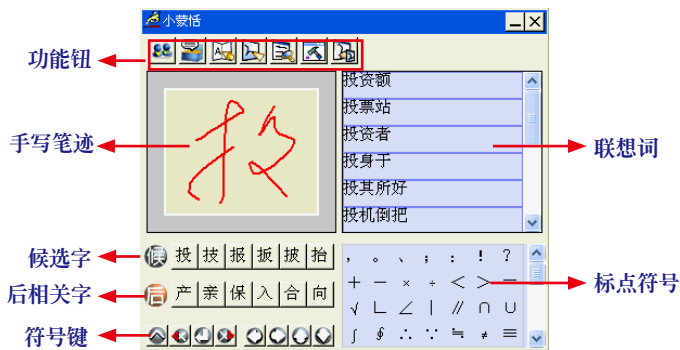 小蒙恬
功能钮
手写笔迹
投
投资额
投票站
投资者
投身于
投其所好
投机倒把
联想词
候选字
候 投 技 报 扳 拔 抬
后相关字
后 产 亲 保 入 合 向
符号键
， 。 、 ； ： ！ ？
＋ － × ÷ ＜ ＞ ＝
√ ∟ ∠ ∣ ∥ ∩ ∪
∫ ∮ ∴ ∵ ≒ ≠ ≡
标点符号